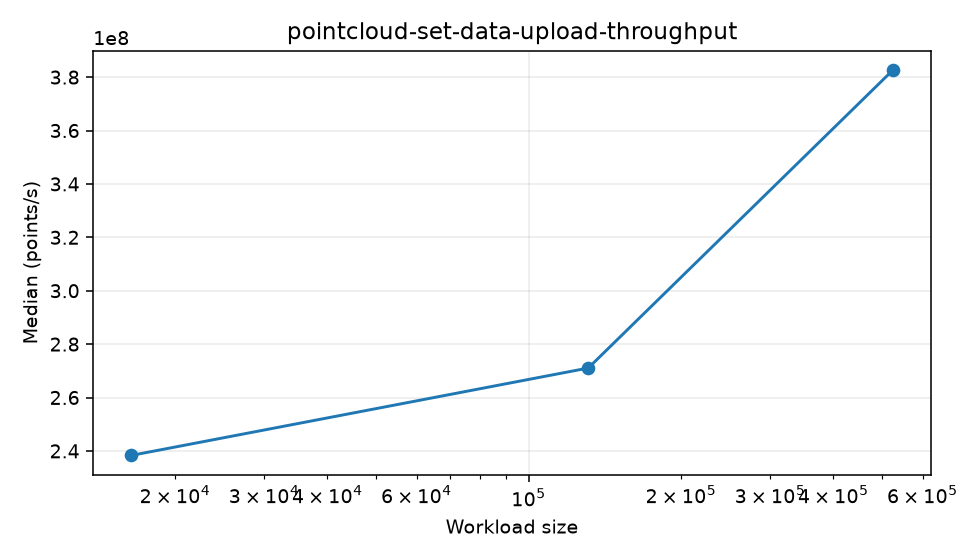 pointcloud-set-data-upload-throughput
1e8
3.8
3.6
3.4
3.2
3.0
2.8
2.6
2.4
Median (points/s)
2 × 10⁴ 3 × 10⁴ 4 × 10⁴ 6 × 10⁴ 10⁵ 2 × 10⁵ 3 × 10⁵ 4 × 10⁵ 6 × 10⁵
Workload size